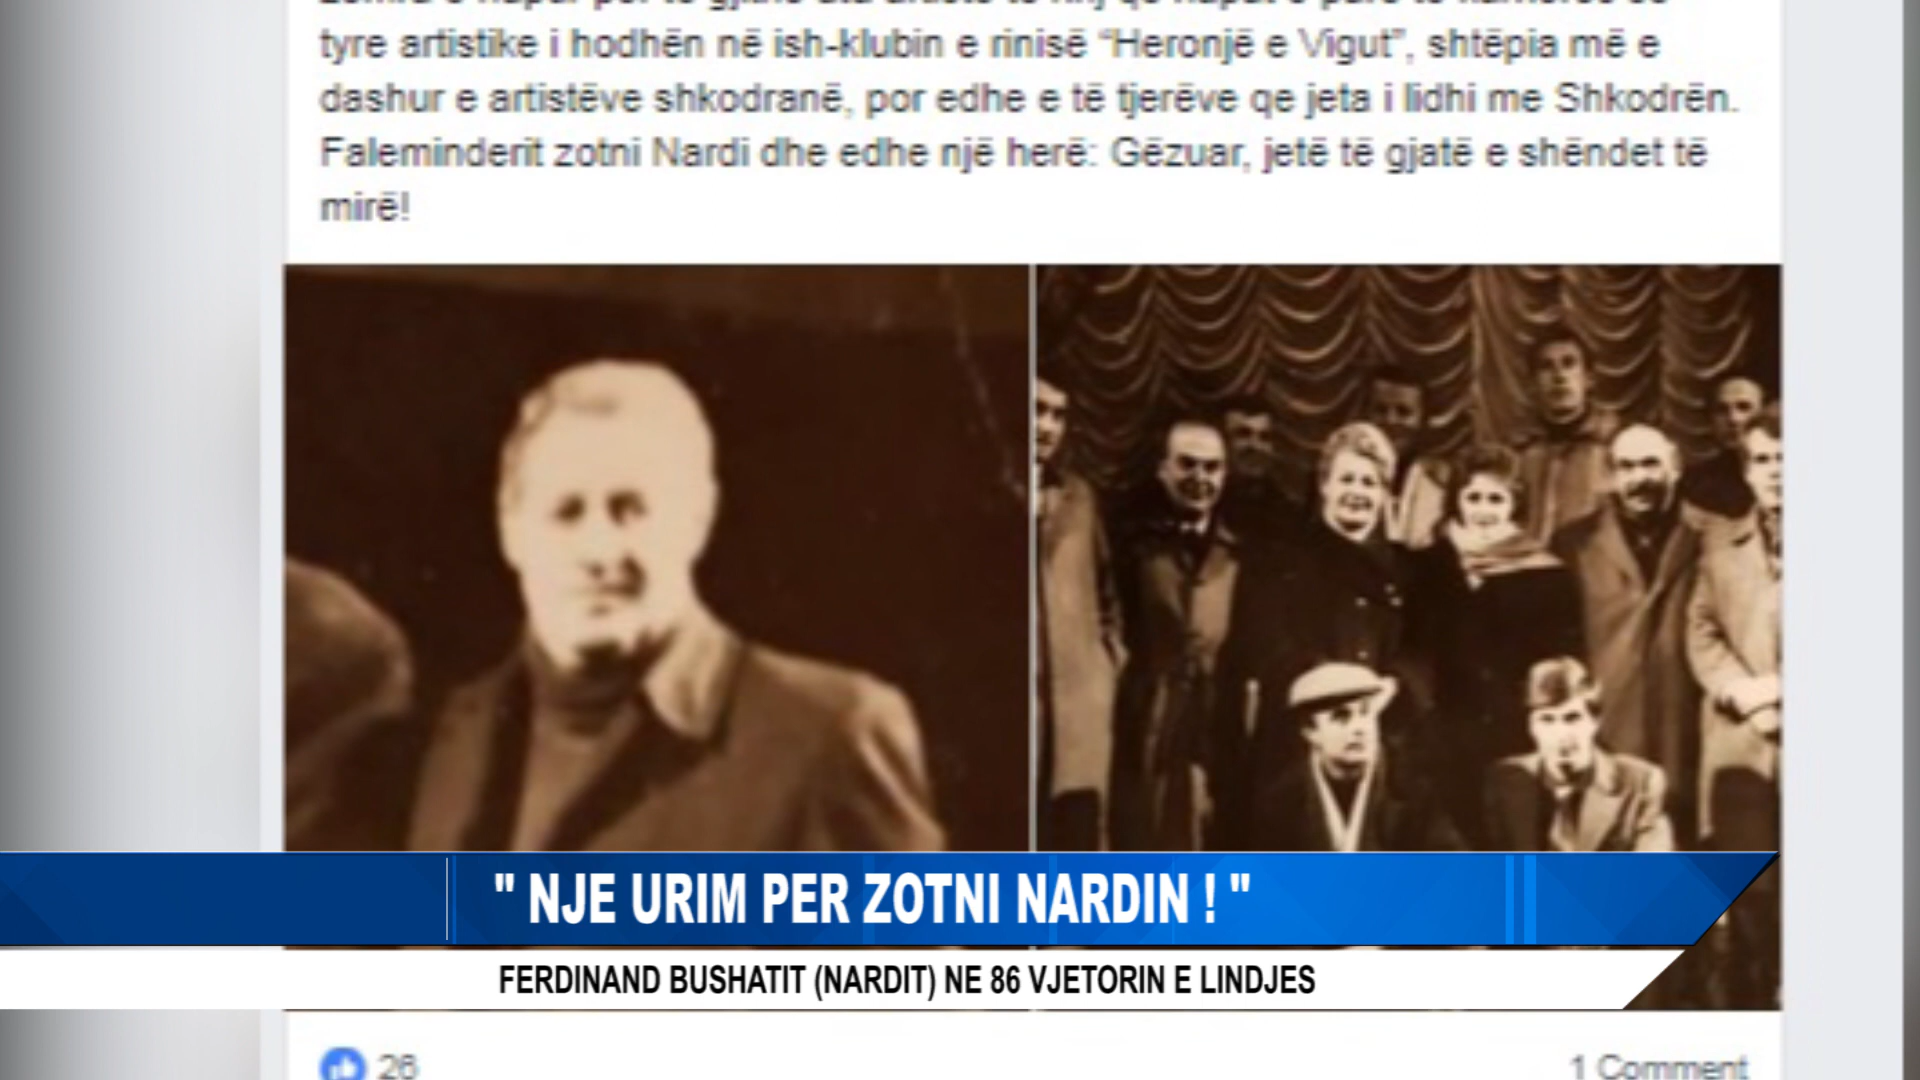 tyre artistike i hodhën në ish-klubin e rinisë “Heronjë e Vigut”, shtëpia më e
dashur e artistëve shkodranë, por edhe e të tjerëve qe jeta i lidhi me Shkodrën.
Faleminderit zotni Nardi dhe edhe një herë: Gëzuar, jetë të gjatë e shëndet të
mirë!
" NJE URIM PER ZOTNI NARDIN ! "
FERDINAND BUSHATIT (NARDIT) NE 86 VJETORIN E LINDJES
26
1 Comment